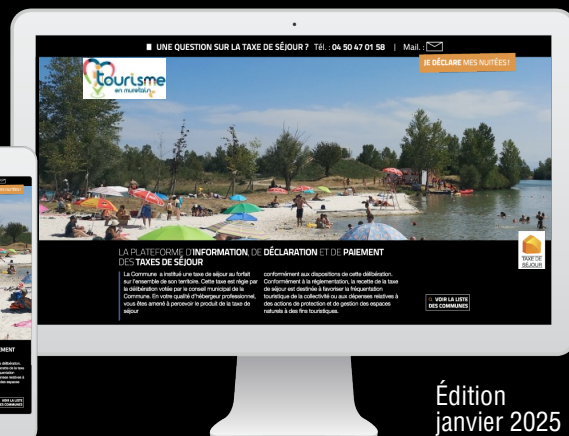 UNE QUESTION SUR LA TAXE DE SÉJOUR ? Tél. : 04 50 47 01 58 | Mail. :
JE DÉCLARE MES NUITÉES !
tourisme
en muretain
LA PLATEFORME D'INFORMATION, DE DÉCLARATION ET DE PAIEMENT
DES TAXES DE SÉJOUR
La Commune a institué une taxe de séjour au forfait
sur l'ensemble de son territoire. Cette taxe est régie par
la délibération votée par le conseil municipal de la
Commune. En votre qualité d'hébergeur professionnel,
vous êtes amené à percevoir le produit de la taxe de
séjour
conformément aux dispositions de cette délibération.
Conformément à la réglementation, la recette de la taxe
de séjour est destinée à favoriser la fréquentation
touristique de la collectivité ou aux dépenses relatives à
des actions de protection et de gestion des espaces
naturels à des fins touristiques.
TAXE DE
SÉJOUR
VOIR LA LISTE
DES COMMUNES
Édition
janvier 2025